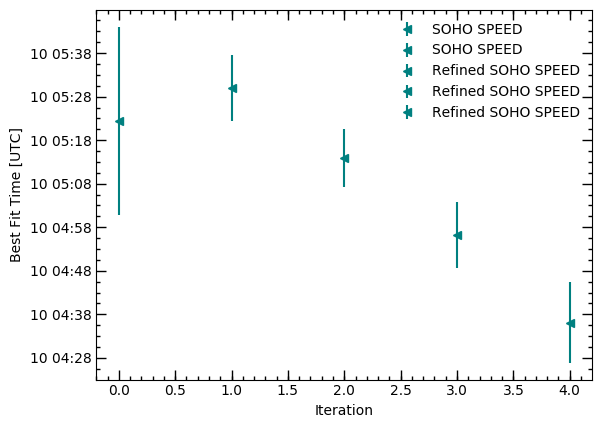 SOHO SPEED
SOHO SPEED
Refined SOHO SPEED
Refined SOHO SPEED
Refined SOHO SPEED
Best Fit Time [UTC]
10 05:38
10 05:28
10 05:18
10 05:08
10 04:58
10 04:48
10 04:38
10 04:28
0.0 0.5 1.0 1.5 2.0 2.5 3.0 3.5 4.0
Iteration